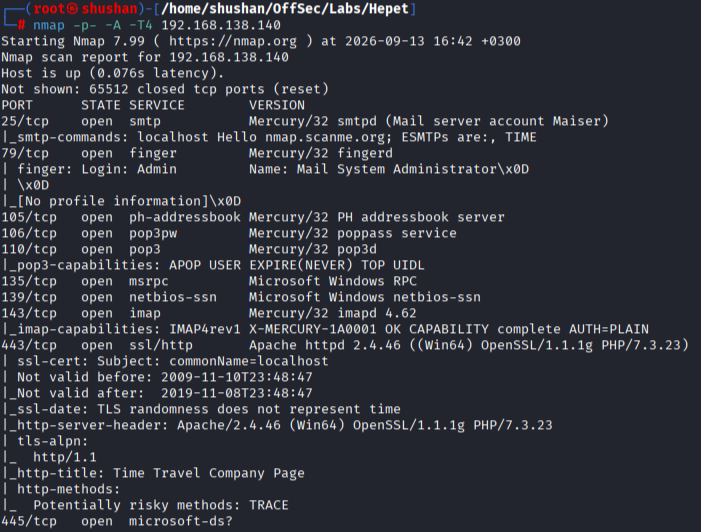 ┌──(root㉿shushan)-[/home/shushan/OffSec/Labs/Hepet]
└─# nmap -p- -A -T4 192.168.138.140
Starting Nmap 7.99 ( https://nmap.org ) at 2026-09-13 16:42 +0300
Nmap scan report for 192.168.138.140
Host is up (0.076s latency).
Not shown: 65512 closed tcp ports (reset)
PORT      STATE SERVICE        VERSION
25/tcp    open  smtp           Mercury/32 smtpd (Mail server account Maiser)
|_smtp-commands: localhost Hello nmap.scanme.org; ESMTPs are:, TIME
79/tcp    open  finger         Mercury/32 fingerd
| finger: Login: Admin         Name: Mail System Administrator\x0D
| \x0D
|_[No profile information]\x0D
105/tcp   open  ph-addressbook Mercury/32 PH addressbook server
106/tcp   open  pop3pw         Mercury/32 poppass service
110/tcp   open  pop3           Mercury/32 pop3d
|_pop3-capabilities: APOP USER EXPIRE(NEVER) TOP UIDL
135/tcp   open  msrpc          Microsoft Windows RPC
139/tcp   open  netbios-ssn    Microsoft Windows netbios-ssn
143/tcp   open  imap           Mercury/32 imapd 4.62
|_imap-capabilities: IMAP4rev1 X-MERCURY-1A0001 OK CAPABILITY complete AUTH=PLAIN
443/tcp   open  ssl/http       Apache httpd 2.4.46 ((Win64) OpenSSL/1.1.1g PHP/7.3.23)
| ssl-cert: Subject: commonName=localhost
| Not valid before: 2009-11-10T23:48:47
|_Not valid after:  2019-11-08T23:48:47
|_ssl-date: TLS randomness does not represent time
|_http-server-header: Apache/2.4.46 (Win64) OpenSSL/1.1.1g PHP/7.3.23
| tls-alpn:
|_  http/1.1
|_http-title: Time Travel Company Page
| http-methods:
|_  Potentially risky methods: TRACE
445/tcp   open  microsoft-ds?